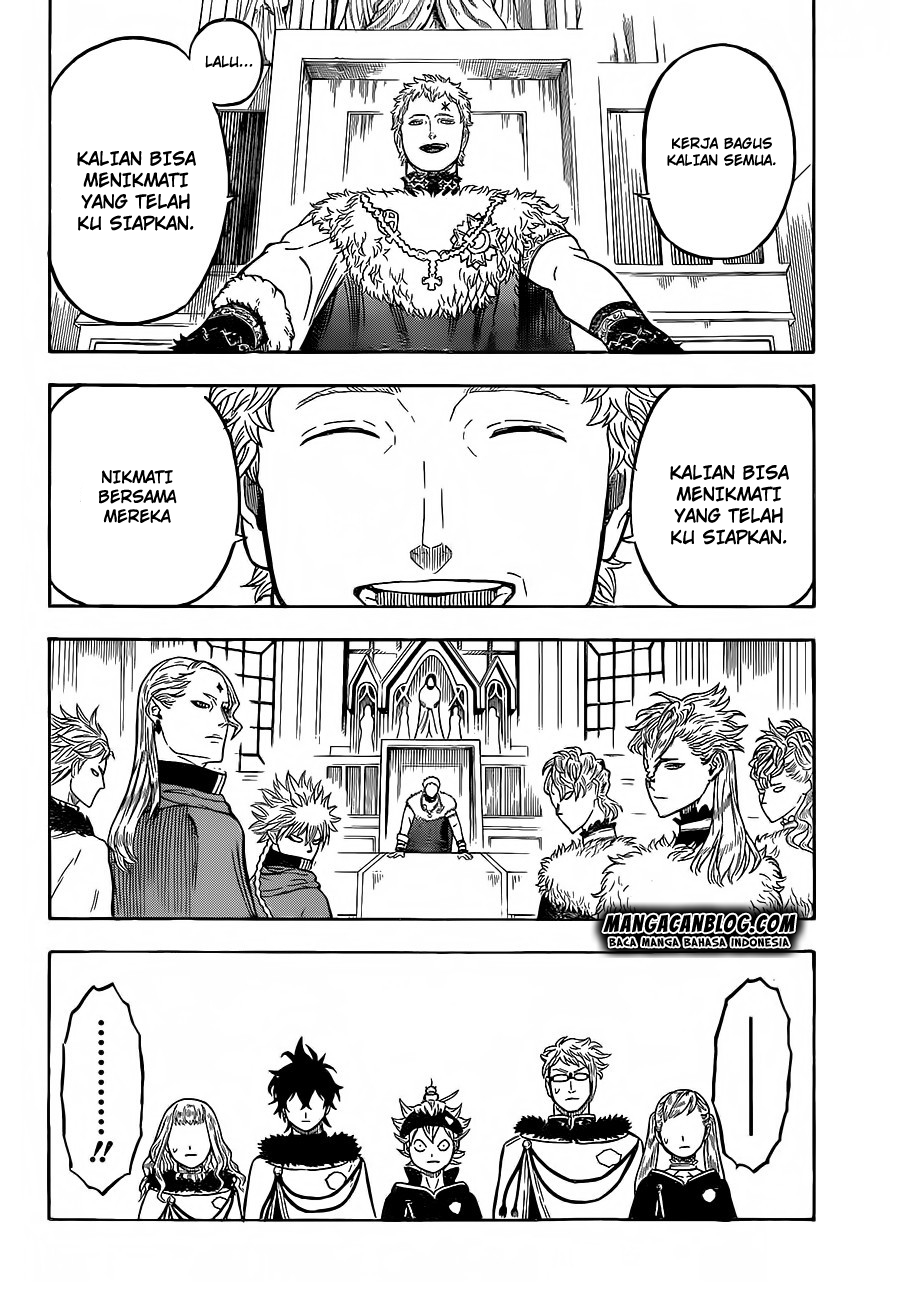 KERJA BAGUS
KALIAN SEMUA.
LALU...
KALIAN BISA
MENIKMATI
YANG TELAH
KU SIAPKAN.
KALIAN BISA
MENIKMATI
YANG TELAH
KU SIAPKAN.
NIKMATI
BERSAMA
MEREKA
MANGACANBLOG.COM
BACA MANGA BAHASA INDONESIA
.........!!